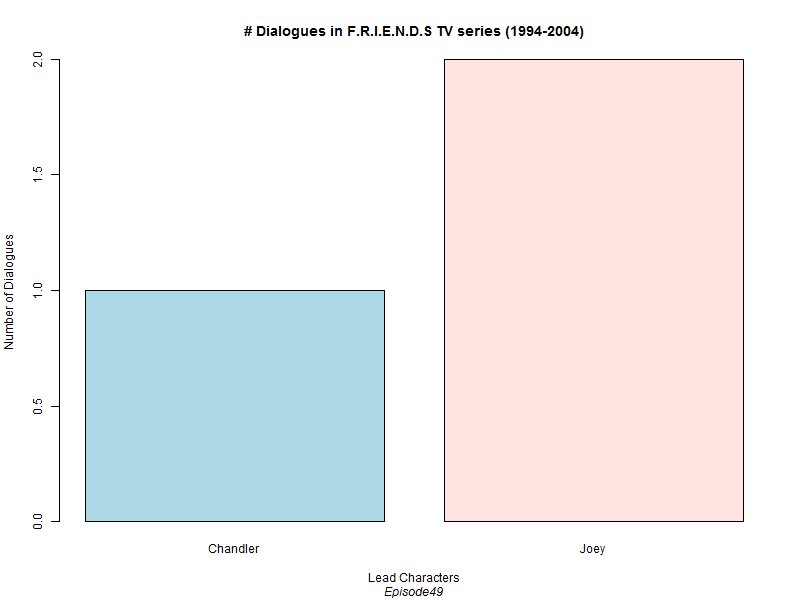 # Dialogues in F.R.I.E.N.D.S TV series (1994-2004)
2.0
1.5
1.0
0.5
0.0
Number of Dialogues
Chandler Joey
Lead Characters
Episode49